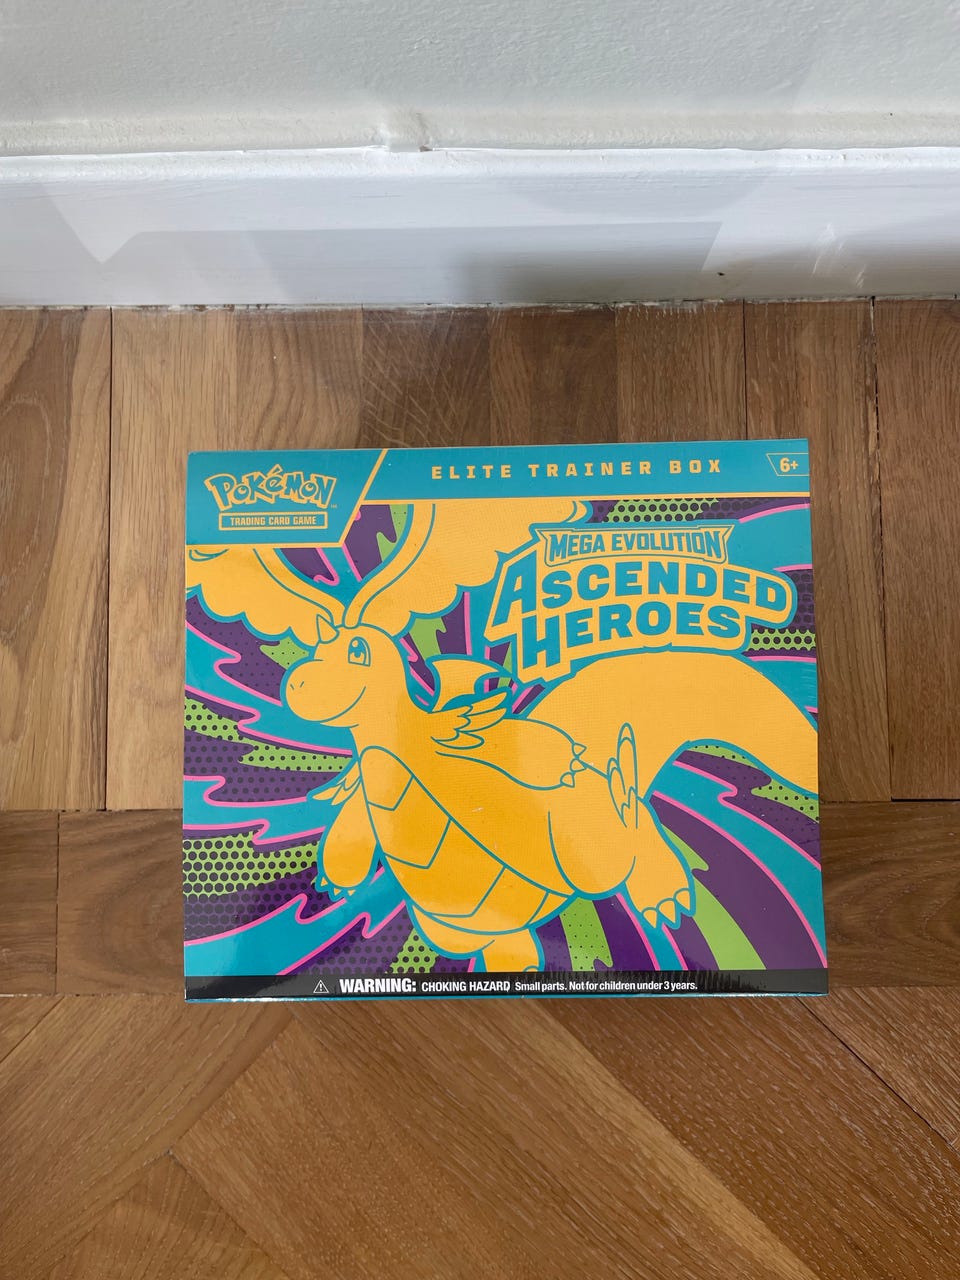 POKéMON™
TRADING CARD GAME
ELITE TRAINER BOX
6+
MEGA EVOLUTION
ASCENDED
HEROES
WARNING: CHOKING HAZARD Small parts. Not for children under 3 years.